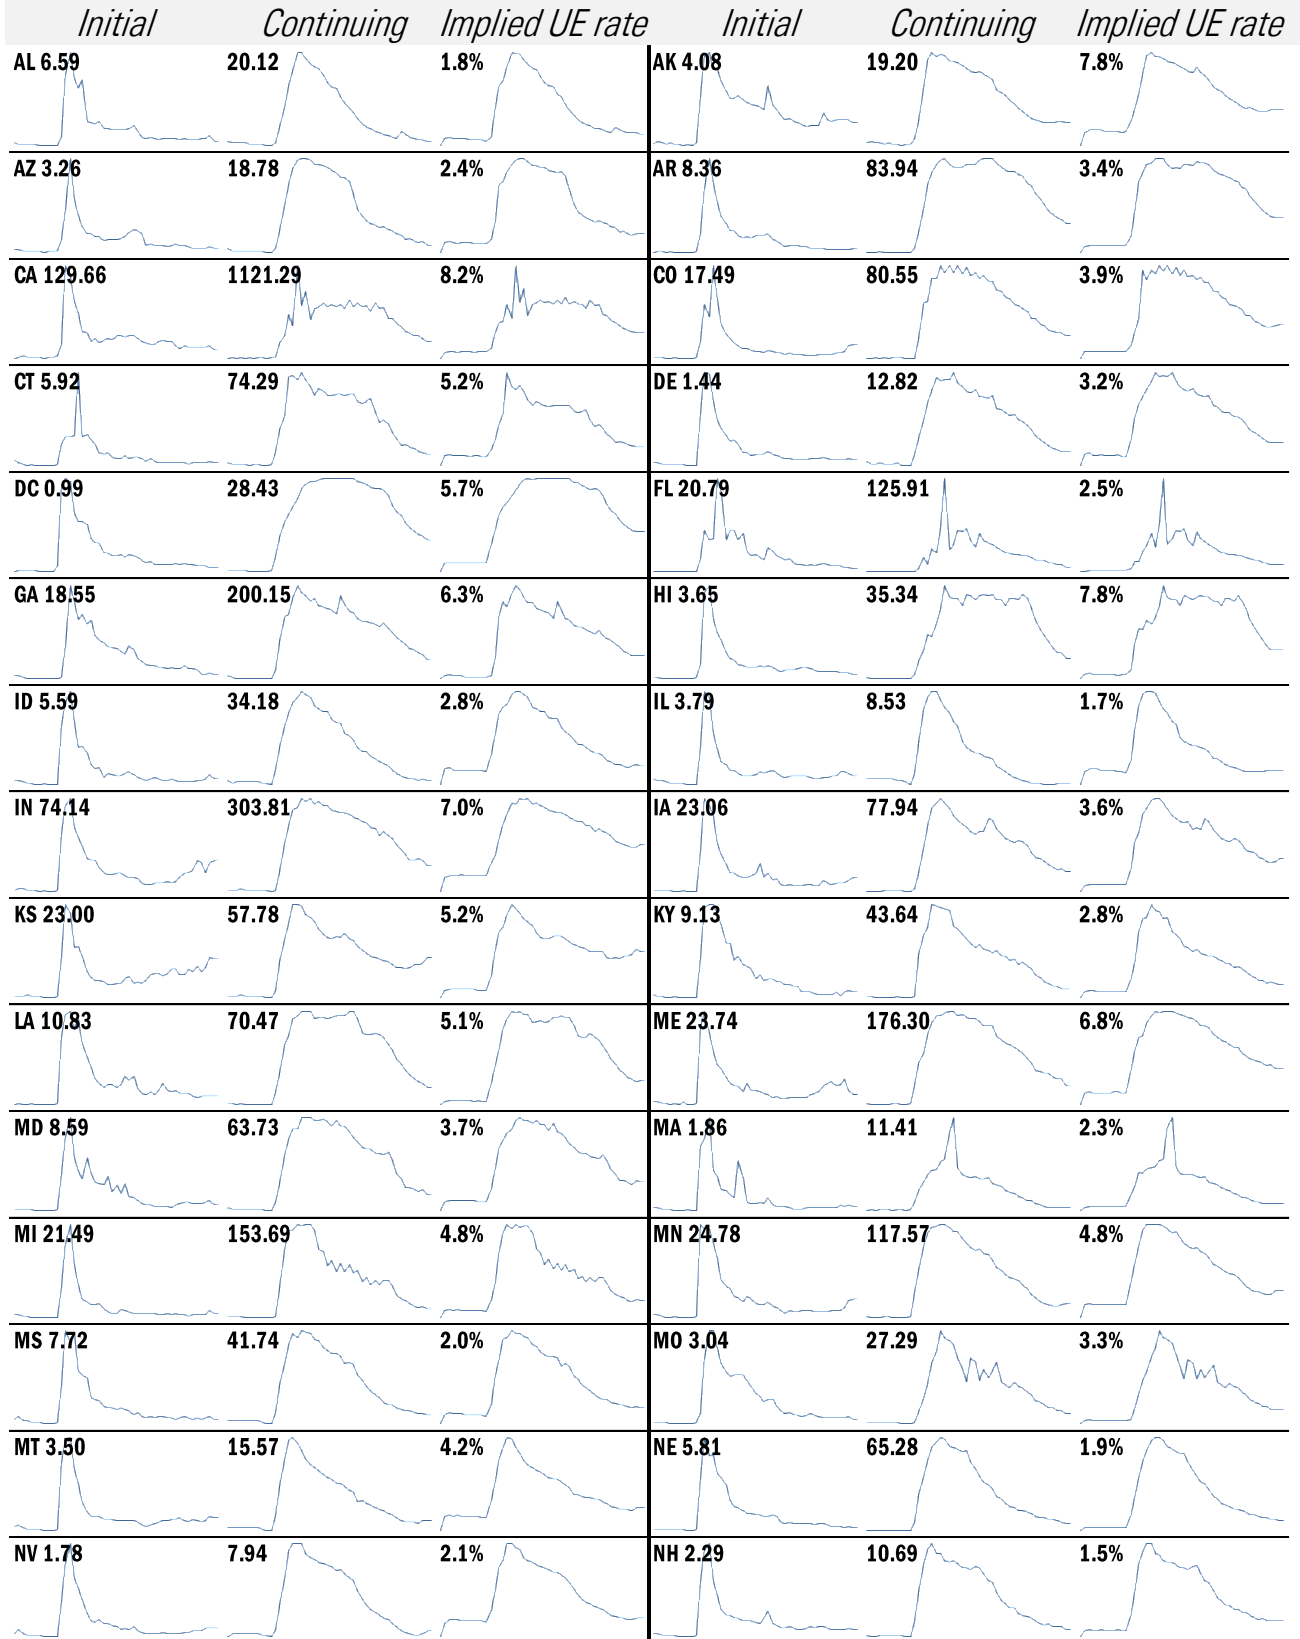 Initial Continuing Implied UE rate Initial Continuing Implied UE rate
AL 6.59 20.12 1.8% AK 4.08 19.20 7.8%
AZ 3.26 18.78 2.4% AR 8.36 83.94 3.4%
CA 129.66 1121.29 8.2% CO 17.49 80.55 3.9%
CT 5.92 74.29 5.2% DE 1.44 12.82 3.2%
DC 0.99 28.43 5.7% FL 20.79 125.91 2.5%
GA 18.55 200.15 6.3% HI 3.65 35.34 7.8%
ID 5.59 34.18 2.8% IL 3.79 8.53 1.7%
IN 74.14 303.81 7.0% IA 23.06 77.94 3.6%
KS 23.00 57.78 5.2% KY 9.13 43.64 2.8%
LA 10.83 70.47 5.1% ME 23.74 176.30 6.8%
MD 8.59 63.73 3.7% MA 1.86 11.41 2.3%
MI 21.49 153.69 4.8% MN 24.78 117.57 4.8%
MS 7.72 41.74 2.0% MO 3.04 27.29 3.3%
MT 3.50 15.57 4.2% NE 5.81 65.28 1.9%
NV 1.78 7.94 2.1% NH 2.29 10.69 1.5%